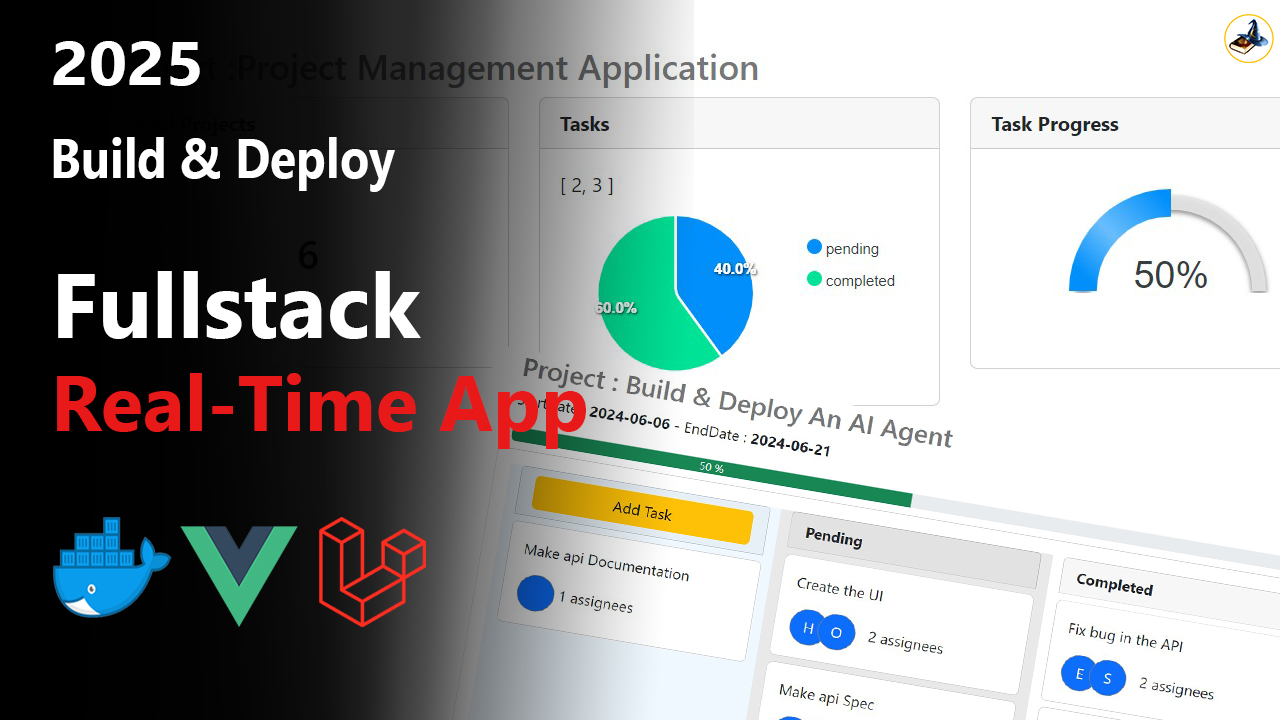 2025
Build & Deploy
Fullstack
Real-Time App
:Project Management Application
Projects
6
Tasks
[ 2, 3 ]
40.0%
60.0%
pending
completed
Task Progress
50%
Project : Build & Deploy An AI Agent
2024-06-06 - EndDate : 2024-06-21
50 %
Add Task
Make api Documentation
1 assignees
Pending
Create the UI
H O 2 assignees
Make api Spec
Completed
Fix bug in the API
E S 2 assignees